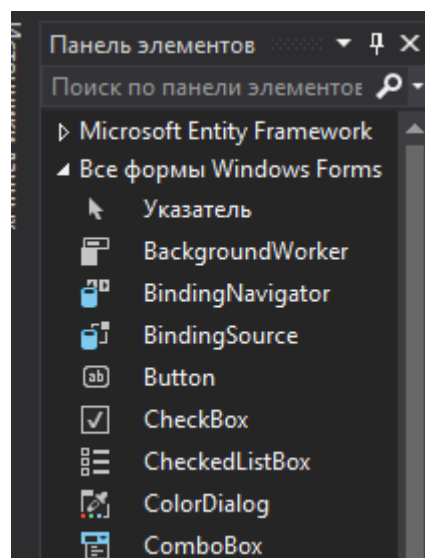 Панель элементов
Поиск по панели элементов
Microsoft Entity Framework
Все формы Windows Forms
Указатель
BackgroundWorker
BindingNavigator
BindingSource
ab Button
CheckBox
CheckedListBox
ColorDialog
ComboBox